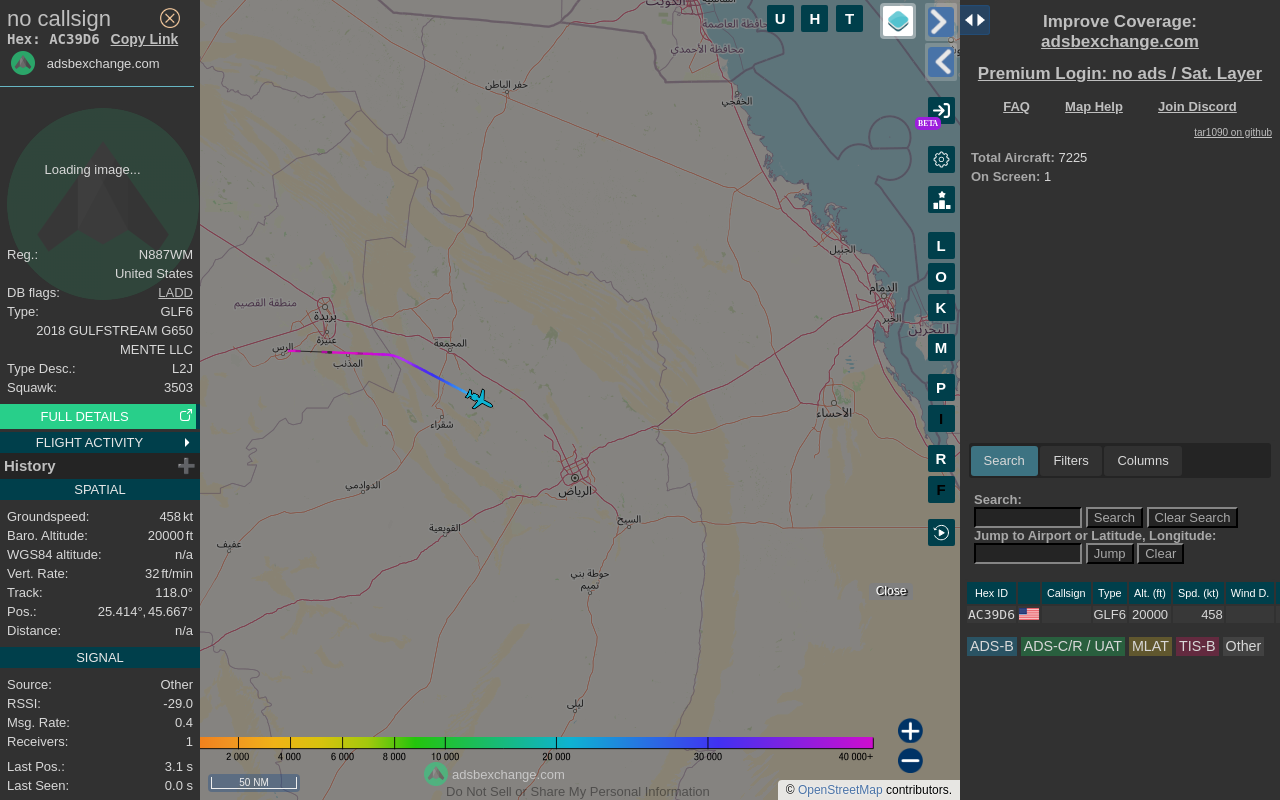 no callsign
Hex: AC39D6 Copy Link
adsbexchange.com
Loading image...
Reg.: N887WM
United States
DB flags: LADD
Type: GLF6
2018 GULFSTREAM G650
MENTE LLC
Type Desc.: L2J
Squawk: 3503
FULL DETAILS
FLIGHT ACTIVITY
History
SPATIAL
Groundspeed: 458 kt
Baro. Altitude: 20000 ft
WGS84 altitude: n/a
Vert. Rate: 32 ft/min
Track: 118.0°
Pos.: 25.414°, 45.667°
Distance: n/a
SIGNAL
Source: Other
RSSI: -29.0
Msg. Rate: 0.4
Receivers: 1
Last Pos.: 3.1 s
Last Seen: 0.0 s
الكويت
محافظة العاصمة
محافظة الأحمدي
حفر الباطن
الخفجي
الجبيل
الدمام
الخبر
البحرين
منطقة القصيم
بريدة
عنيزة
الرس
المذنب
المجمعة
شقراء
الأحساء
الرياض
الدوادمي
السيح
القويعية
عفيف
حوطة بني
تميم
ليلى
U H T
BETA
L
O
K
M
P
I
R
F
Close
2 000 4 000 6 000 8 000 10 000 20 000 30 000 40 000+
50 NM
adsbexchange.com
Do Not Sell or Share My Personal Information
© OpenStreetMap contributors.
Improve Coverage:
adsbexchange.com
Premium Login: no ads / Sat. Layer
FAQ Map Help Join Discord
tar1090 on github
Total Aircraft: 7225
On Screen: 1
Search Filters Columns
Search:
Search Clear Search
Jump to Airport or Latitude, Longitude:
Jump Clear
Hex ID Callsign Type Alt. (ft) Spd. (kt) Wind D.
AC39D6 GLF6 20000 458
ADS-B ADS-C/R / UAT MLAT TIS-B Other